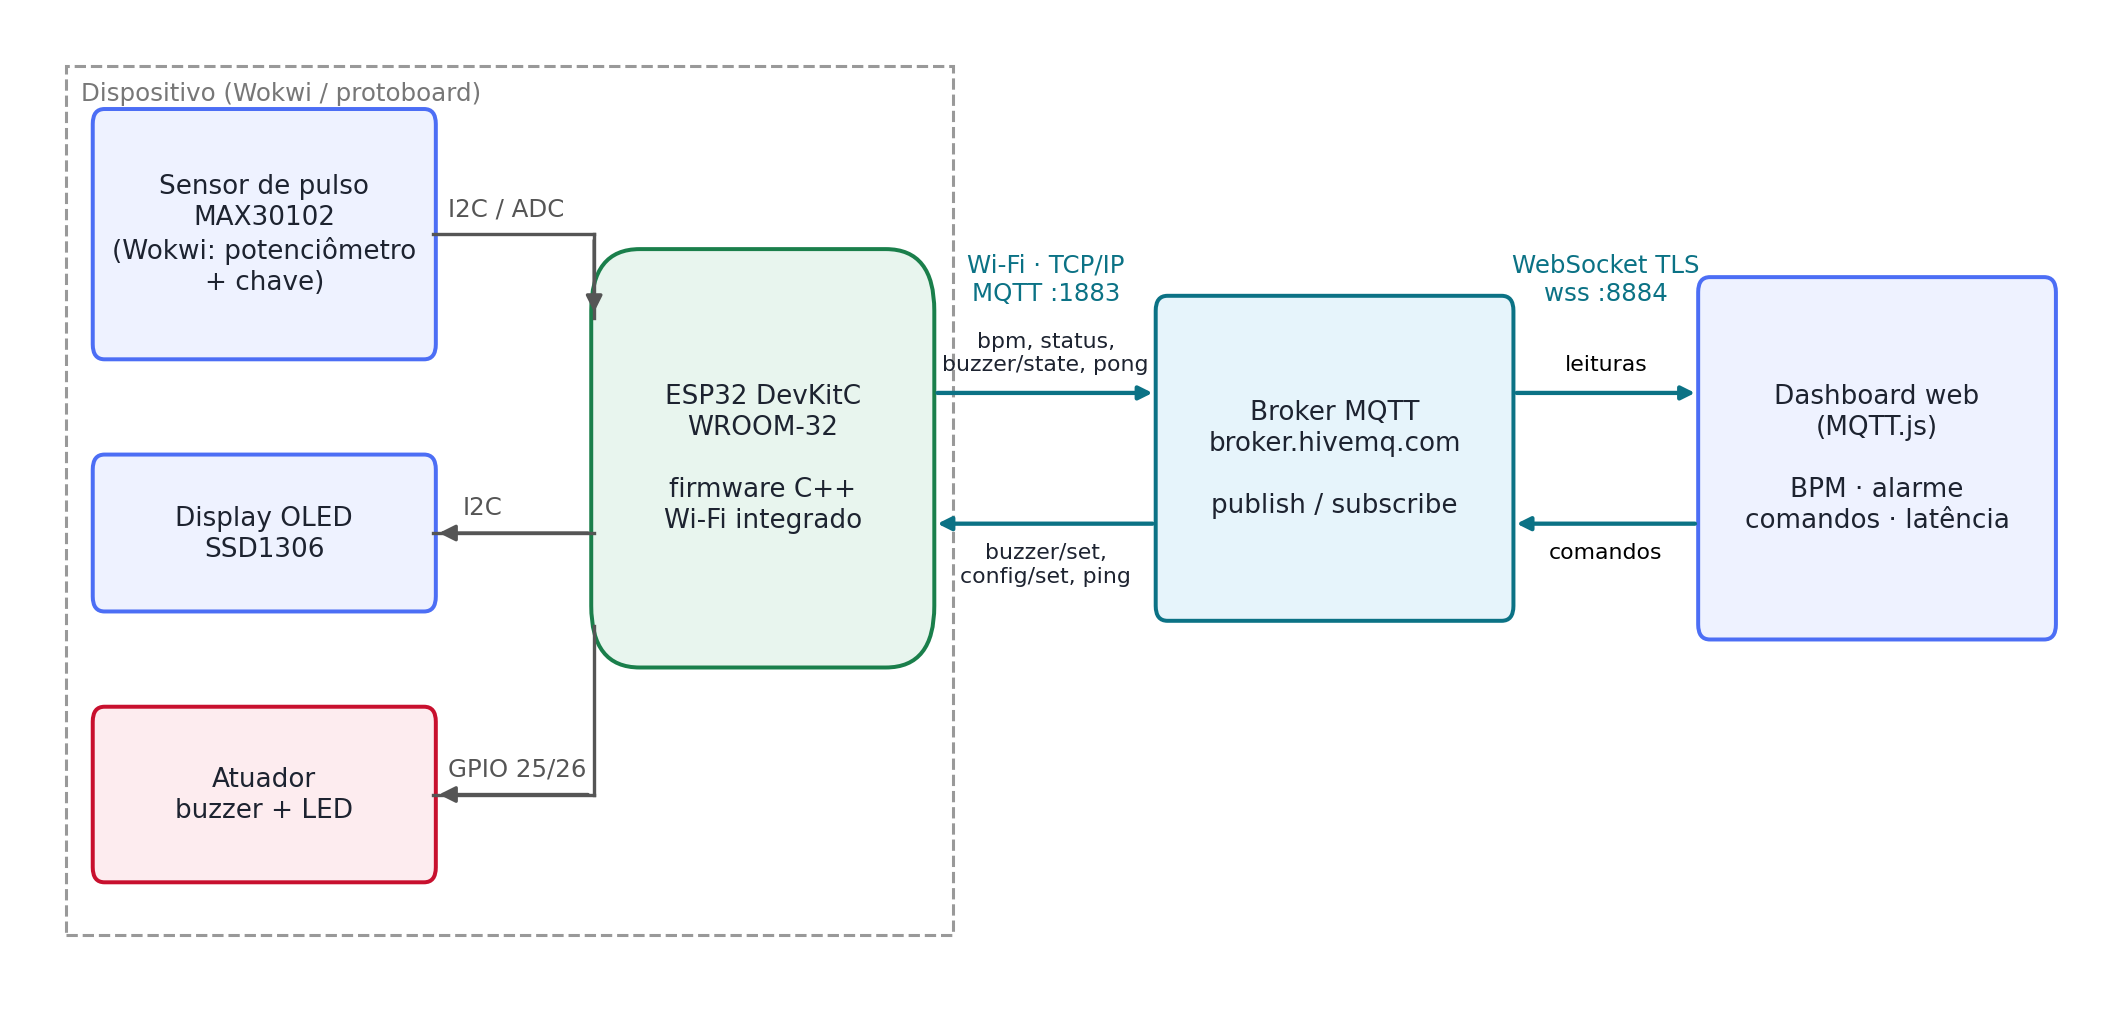 Dispositivo (Wokwi / protoboard)
Sensor de pulso
MAX30102
(Wokwi: potenciômetro
+ chave)
I2C / ADC
Display OLED
SSD1306
I2C
Atuador
buzzer + LED
GPIO 25/26
ESP32 DevKitC
WROOM-32
firmware C++
Wi-Fi integrado
Wi-Fi · TCP/IP
MQTT :1883
bpm, status,
buzzer/state, pong
buzzer/set,
config/set, ping
Broker MQTT
broker.hivemq.com
publish / subscribe
WebSocket TLS
wss :8884
leituras
comandos
Dashboard web
(MQTT.js)
BPM · alarme
comandos · latência